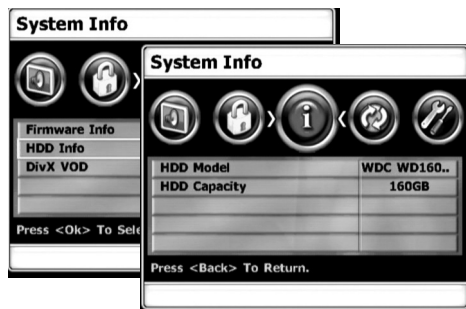 System Info
Firmware Info
HDD Info
DivX VOD
Press <Ok> To Sele
System Info
HDD Model WDC WD160..
HDD Capacity 160GB
Press <Back> To Return.